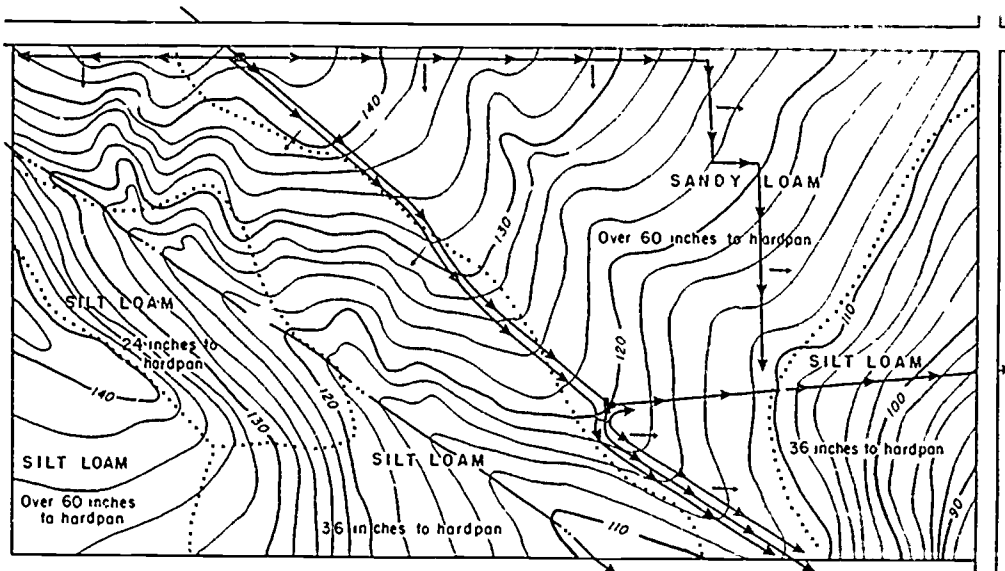 140
SANDY LOAM
130
Over 60 inches to hardpan
SILT LOAM
110
24 inches to
hardpan
120
SILT LOAM
140
120
100
130
SILT LOAM
SILT LOAM
36 inches to hardpan
Over 60 inches
to hardpan
36 inches to hardpan
110
90